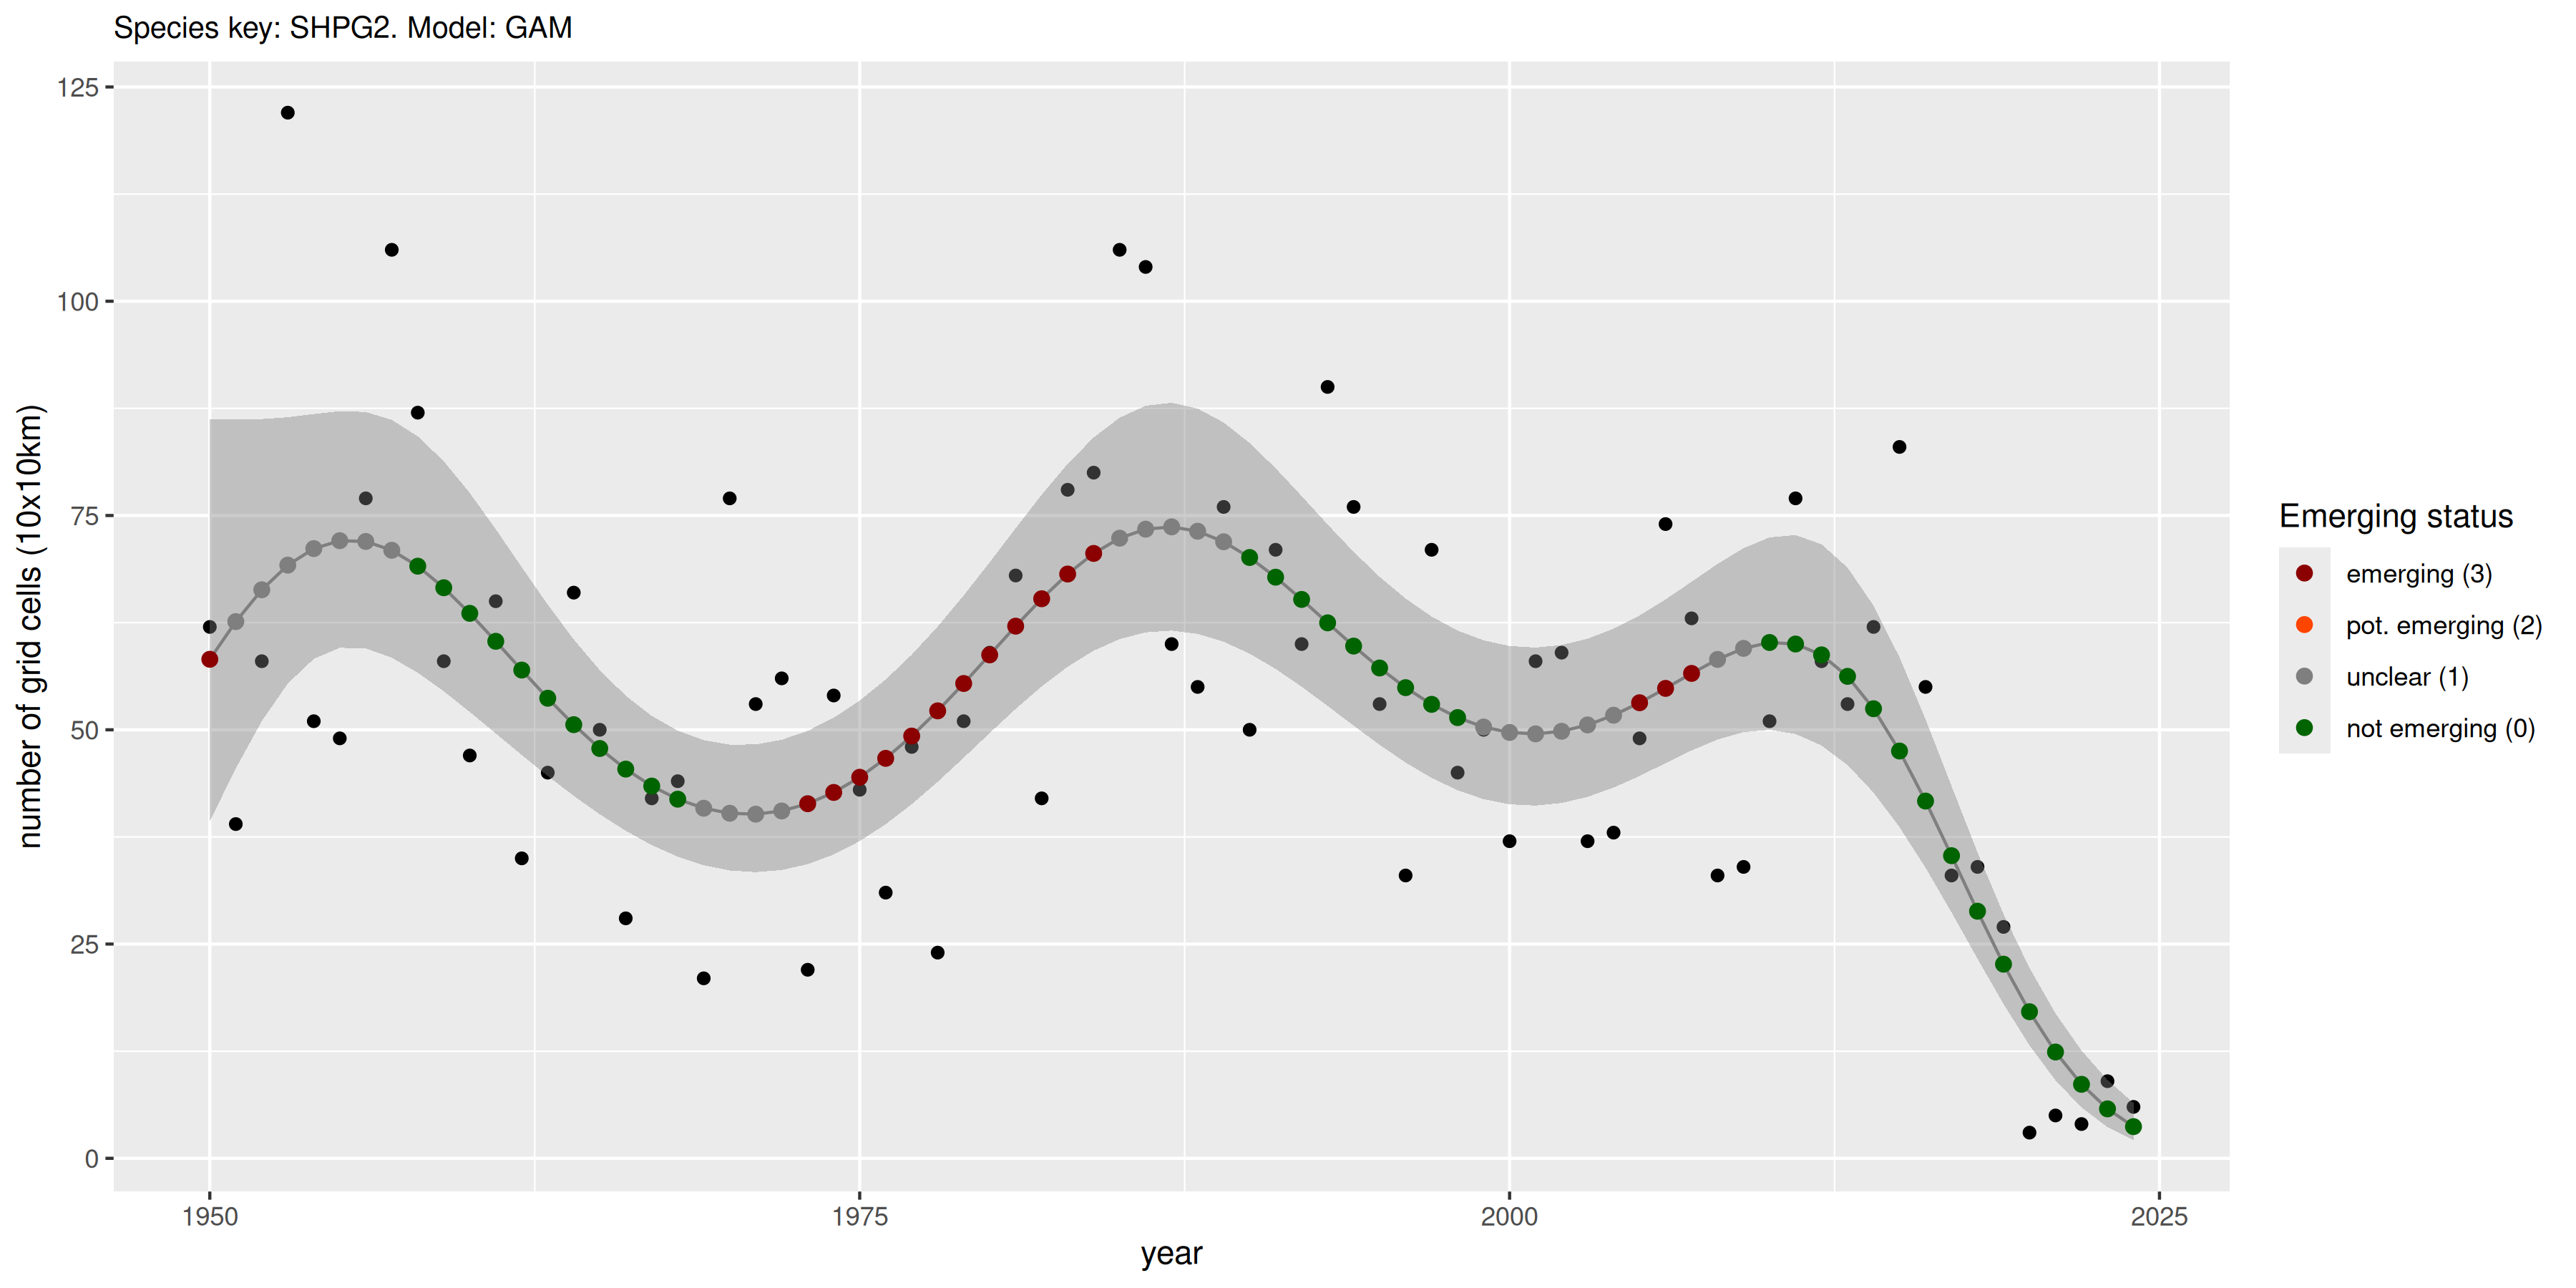 Species key: SHPG2. Model: GAM
125
100
75
50
25
0
number of grid cells (10x10km)
1950
1975
2000
2025
year
Emerging status
emerging (3)
pot. emerging (2)
unclear (1)
not emerging (0)